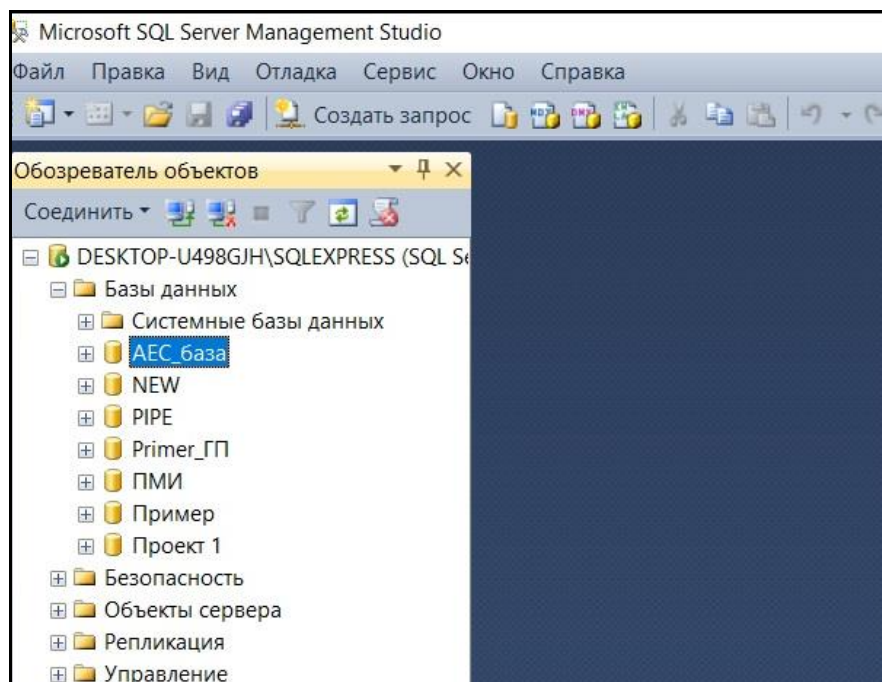 Microsoft SQL Server Management Studio
Файл Правка Вид Отладка Сервис Окно Справка
Создать запрос
Обозреватель объектов
Соединить
DESKTOP-U498GJH\SQLEXPRESS (SQL Se
Базы данных
Системные базы данных
АЕС_база
NEW
PIPE
Primer_ГП
ПМИ
Пример
Проект 1
Безопасность
Объекты сервера
Репликация
Управление